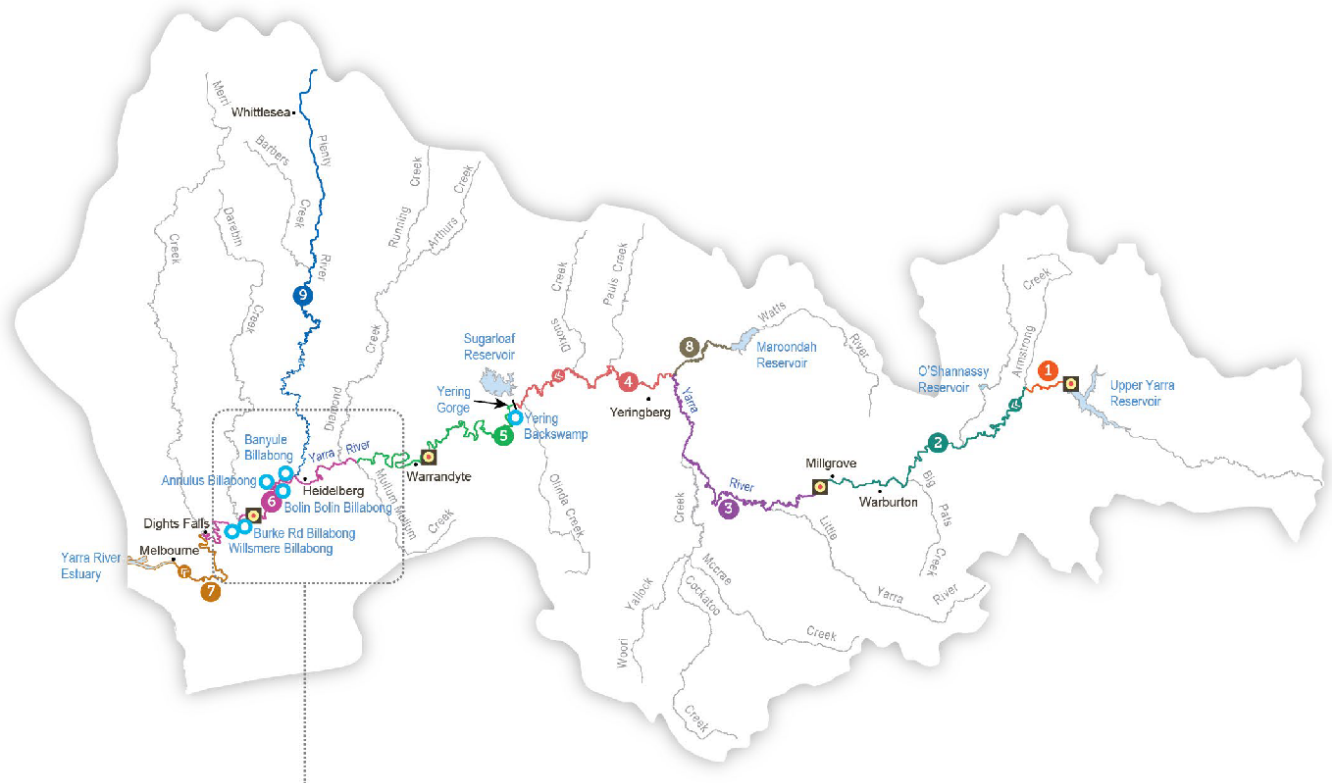 Merri
Whittlesea
Plenty
Barbers
Creek
River
Darebin
Creek
Creek
9
Running
Creek
Arthurs
Creek
Creek
Diamond
Sugarloaf
Reservoir
Yering
Gorge
Dixons
Creek
Pauls Creek
4
Yeringberg
8
Watts
River
Maroondah
Reservoir
O'Shannassy
Reservoir
Armstrong
Creek
1
Upper Yarra
Reservoir
Yering
Backswamp
5
Banyule
Billabong
Yarra River
Warrandyte
Annulus Billabong
Heidelberg
6
Bolin Bolin Billabong
Mullum Mullum
Creek
Olinda Creek
Dights Falls
Burke Rd Billabong
Willsmere Billabong
Melbourne
Yarra River
Estuary
7
Yarra
River
3
Millgrove
2
Warburton
Big
Pats
Creek
Little
Yarra
River
Creek
Yallock
Woori
Mccrae
Creek
Cockatoo
Creek